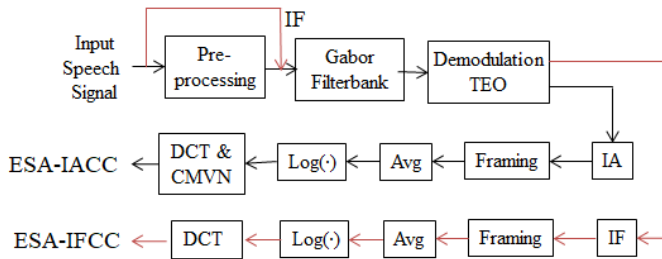 IF
Input
Speech
Signal
Pre-
processing
Gabor
Filterbank
Demodulation
TEO
ESA-IACC
DCT &
CMVN
Log(·)
Avg
Framing
IA
ESA-IFCC
DCT
Log(·)
Avg
Framing
IF